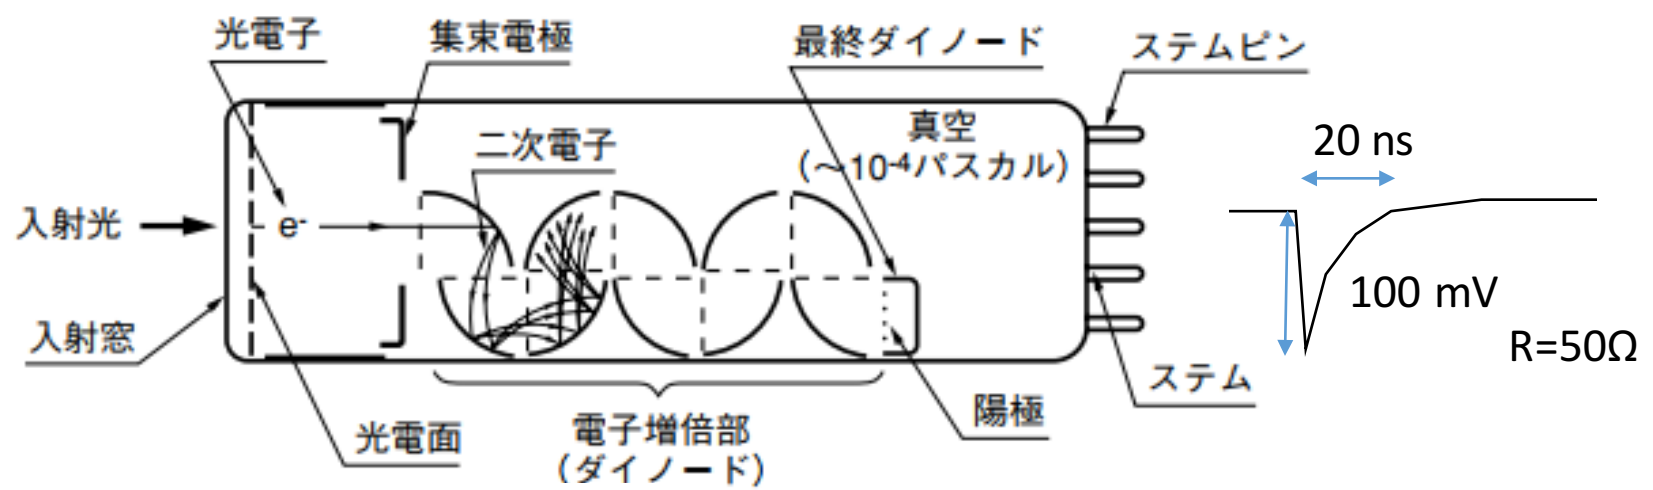 光電子
集束電極
最終ダイノード
ステムピン
二次電子
真空
(～10-4パスカル)
20 ns
入射光
e-
100 mV
入射窓
R=50Ω
ステム
陽極
光電面
電子増倍部
(ダイノード)